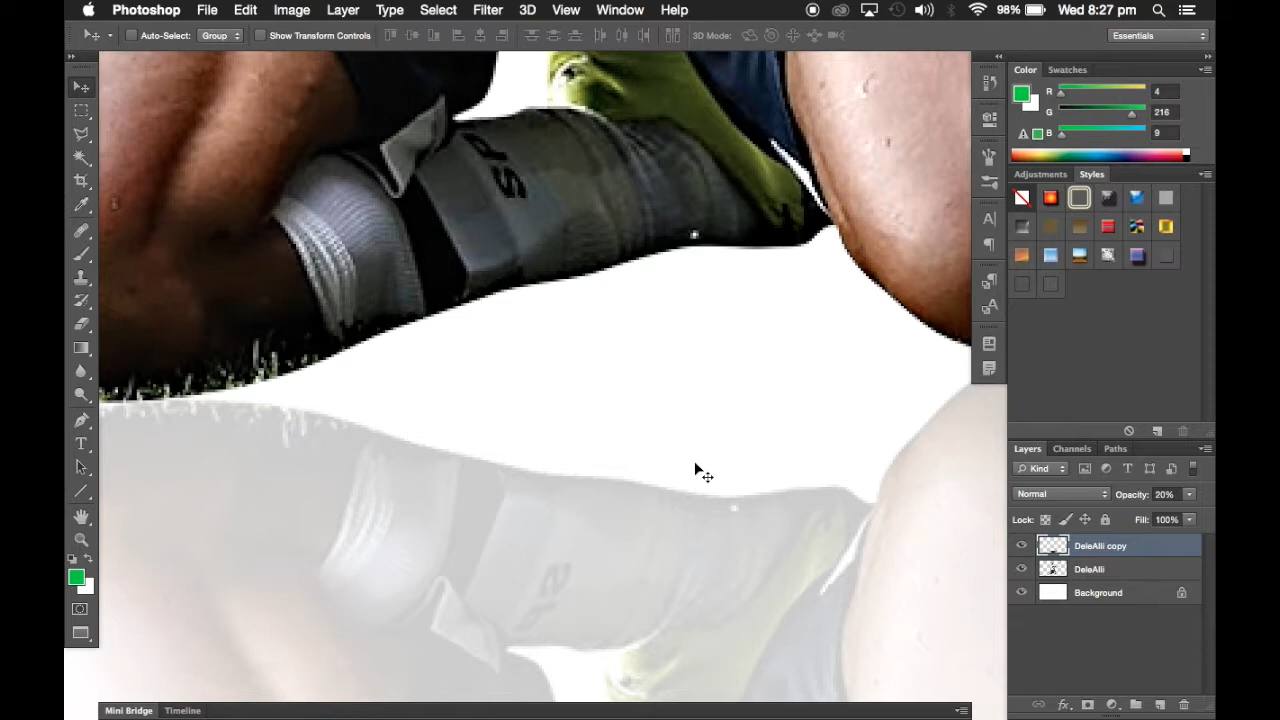 Photoshop File Edit Image Layer Type Select Filter 3D View Window Help 98% Wed 8:27 pm
Auto-Select: Group Show Transform Controls 3D Mode: Essentials
Color Swatches
R 4
G 216
B 9
Adjustments Styles
SP
Layers Channels Paths
Kind
Normal Opacity: 20%
Lock: Fill: 100%
DeleAlli copy
DeleAlli
Background
Mini Bridge Timeline